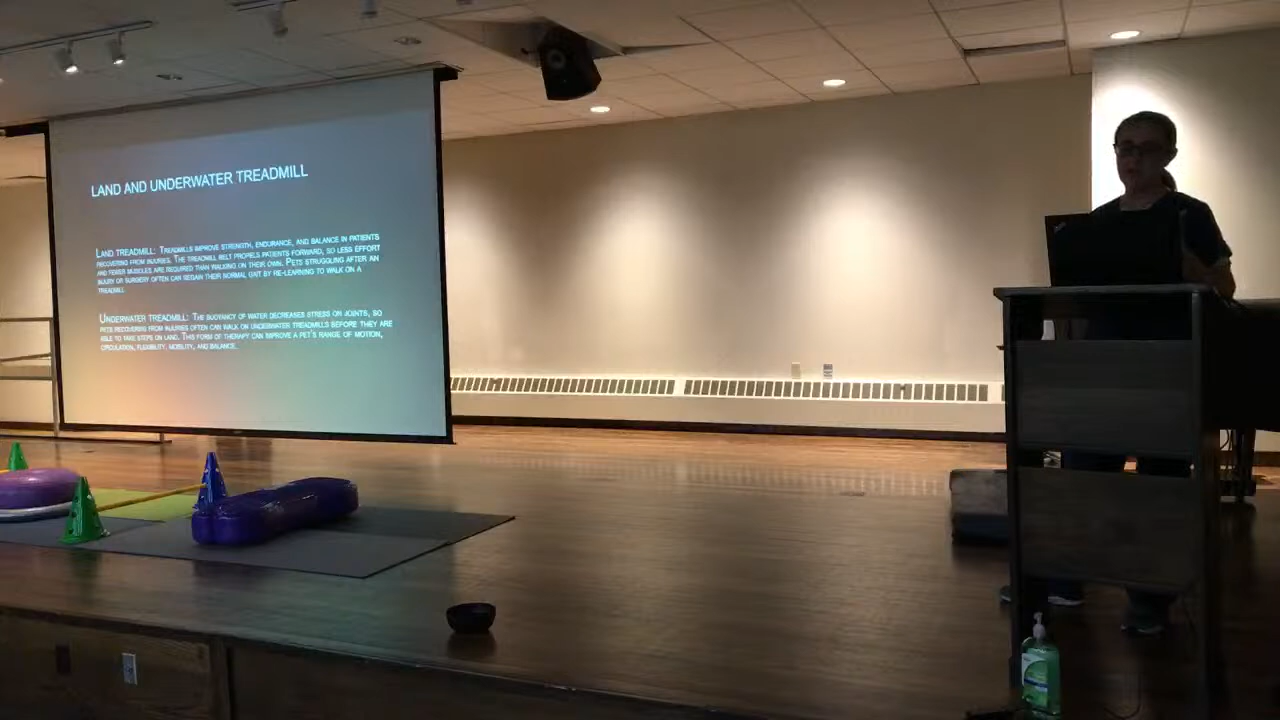 LAND AND UNDERWATER TREADMILL
LAND TREADMILL: TREADMILLS IMPROVE STRENGTH, ENDURANCE, AND BALANCE IN PATIENTS
RECOVERING FROM INJURIES. THE TREADMILL BELT PROPELS PATIENTS FORWARD, SO LESS EFFORT
AND FEWER MUSCLES ARE REQUIRED THAN WALKING ON THEIR OWN. PETS STRUGGLING AFTER AN
INJURY OR SURGERY OFTEN CAN REGAIN THEIR NORMAL GAIT BY RE-LEARNING TO WALK ON A
TREADMILL.
UNDERWATER TREADMILL: THE BUOYANCY OF WATER DECREASES STRESS ON JOINTS, SO
PETS RECOVERING FROM INJURIES OFTEN CAN WALK ON UNDERWATER TREADMILLS BEFORE THEY ARE
ABLE TO TAKE STEPS ON LAND. THIS FORM OF THERAPY CAN IMPROVE A PET'S RANGE OF MOTION,
CIRCULATION, FLEXIBILITY, MOBILITY, AND BALANCE.